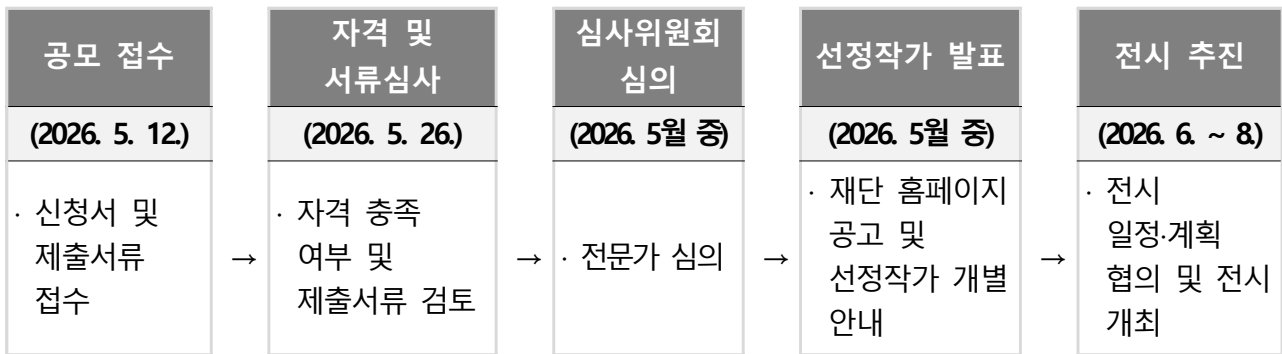 공모 접수
(2026. 5. 12.)
· 신청서 및
제출서류
접수
→
자격 및
서류심사
(2026. 5. 26.)
· 자격 충족
여부 및
제출서류 검토
→
심사위원회
심의
(2026. 5월 중)
· 전문가 심의
→
선정작가 발표
(2026. 5월 중)
· 재단 홈페이지
공고 및
선정작가 개별
안내
→
전시 추진
(2026. 6. ~ 8.)
· 전시
일정·계획
협의 및 전시
개최